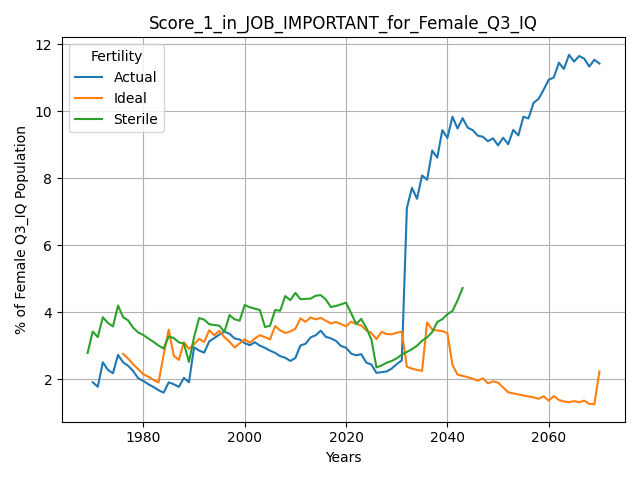 Score_1_in_JOB_IMPORTANT_for_Female_Q3_IQ
Fertility
Actual
Ideal
Sterile
% of Female Q3_IQ Population
12
10
8
6
4
2
1980
2000
2020
2040
2060
Years